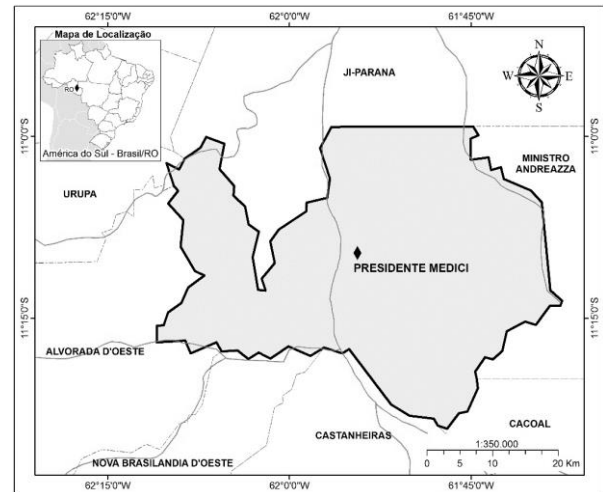 62°15'0"W
62°0'0"W
61°45'0"W
Mapa de Localização
RO
América do Sul - Brasil/RO
JI-PARANA
N
W
E
S
11°0'0"S
11°0'0"S
MINISTRO
ANDREAZZA
URUPA
PRESIDENTE MEDICI
11°15'0"S
11°15'0"S
ALVORADA D'OESTE
CASTANHEIRAS
CACOAL
1:350.000
0 5 10 20 Km
NOVA BRASILANDIA D'OESTE
62°15'0"W
62°0'0"W
61°45'0"W